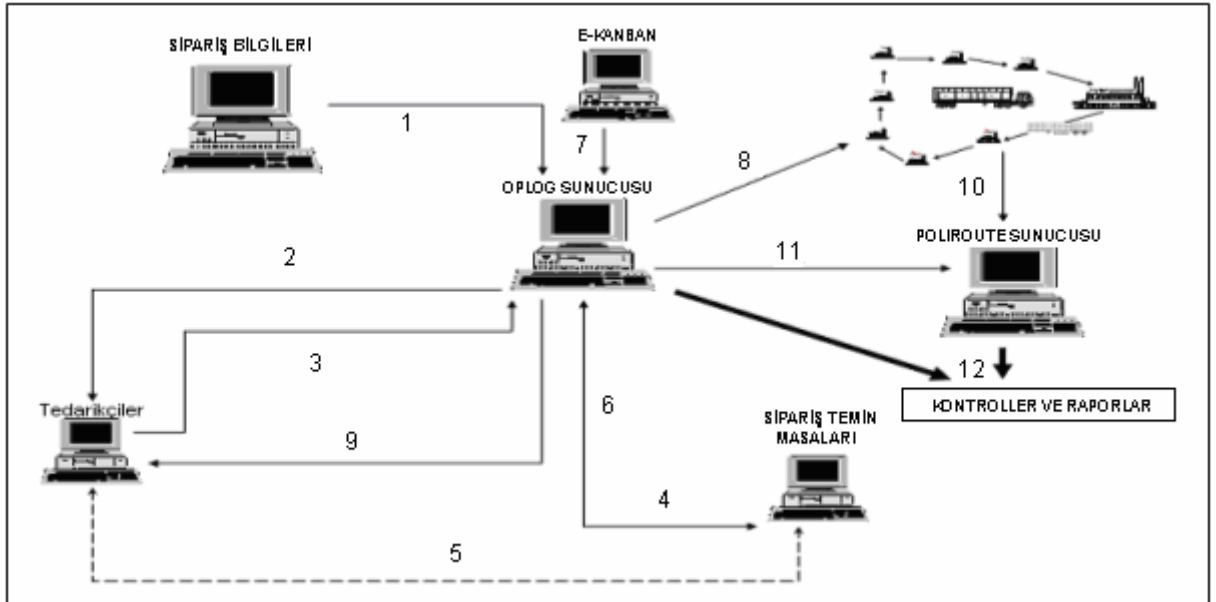 SİPARİŞ BİLGİLERİ
E-KANBAN
1
7
8
OPLOG SUNUCUSU
10
POLIROUTE SUNUCUSU
2
11
3
12
6
KONTROLLER VE RAPORLAR
Tedarikçiler
SİPARİŞ TEMİN
MASALARI
9
4
5